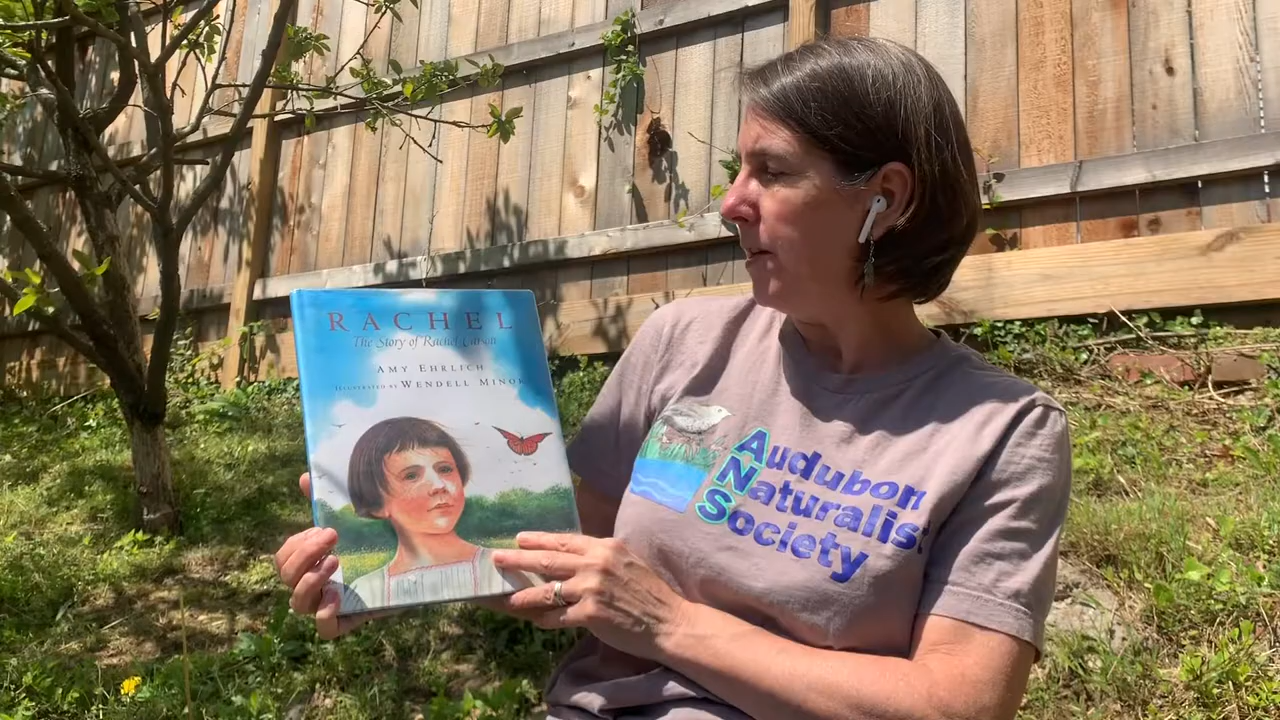 RACHEL
The Story of Rachel Carson
AMY EHRLICH
ILLUSTRATED BY WENDELL MINOR
Audubon
Naturalist
Society